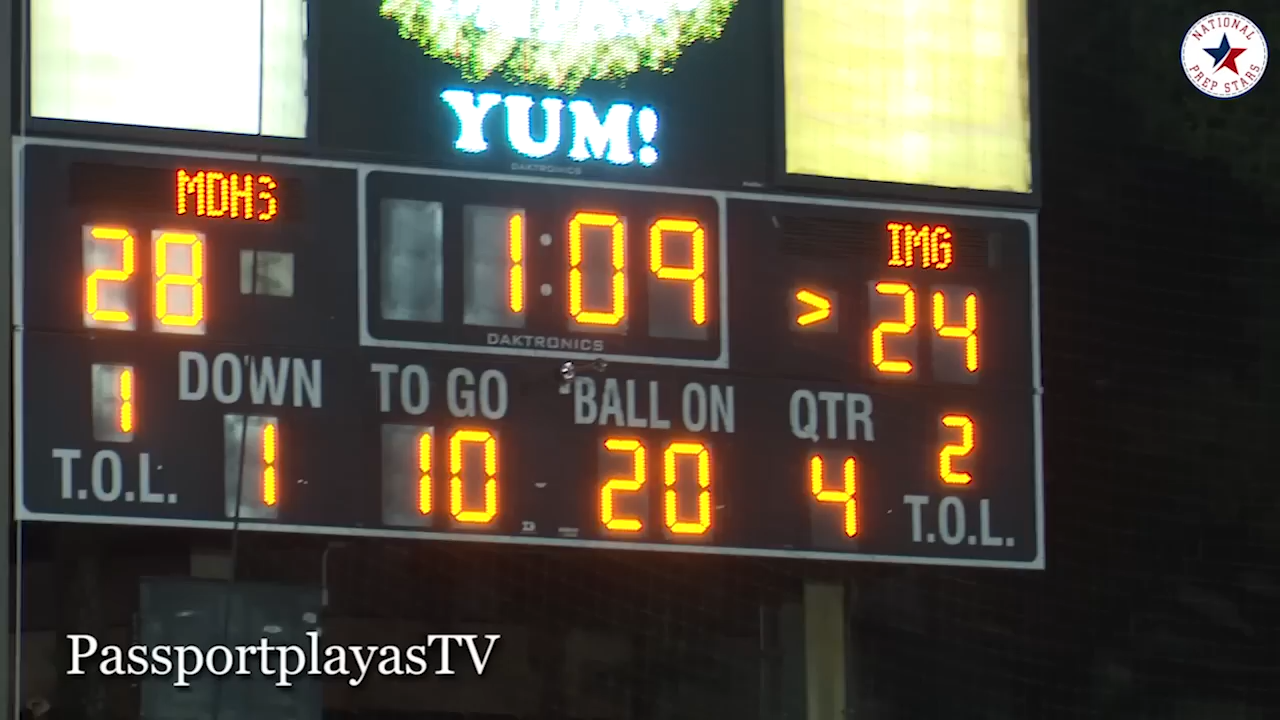 NATIONAL
PREP STARS
YUM!
DAKTRONICS
MDHS
1:09
IMG
28
> 24
DAKTRONICS
DOWN TO GO BALL ON QTR
1 2
T.O.L. 1 10 20 4 T.O.L.
PassportplayasTV